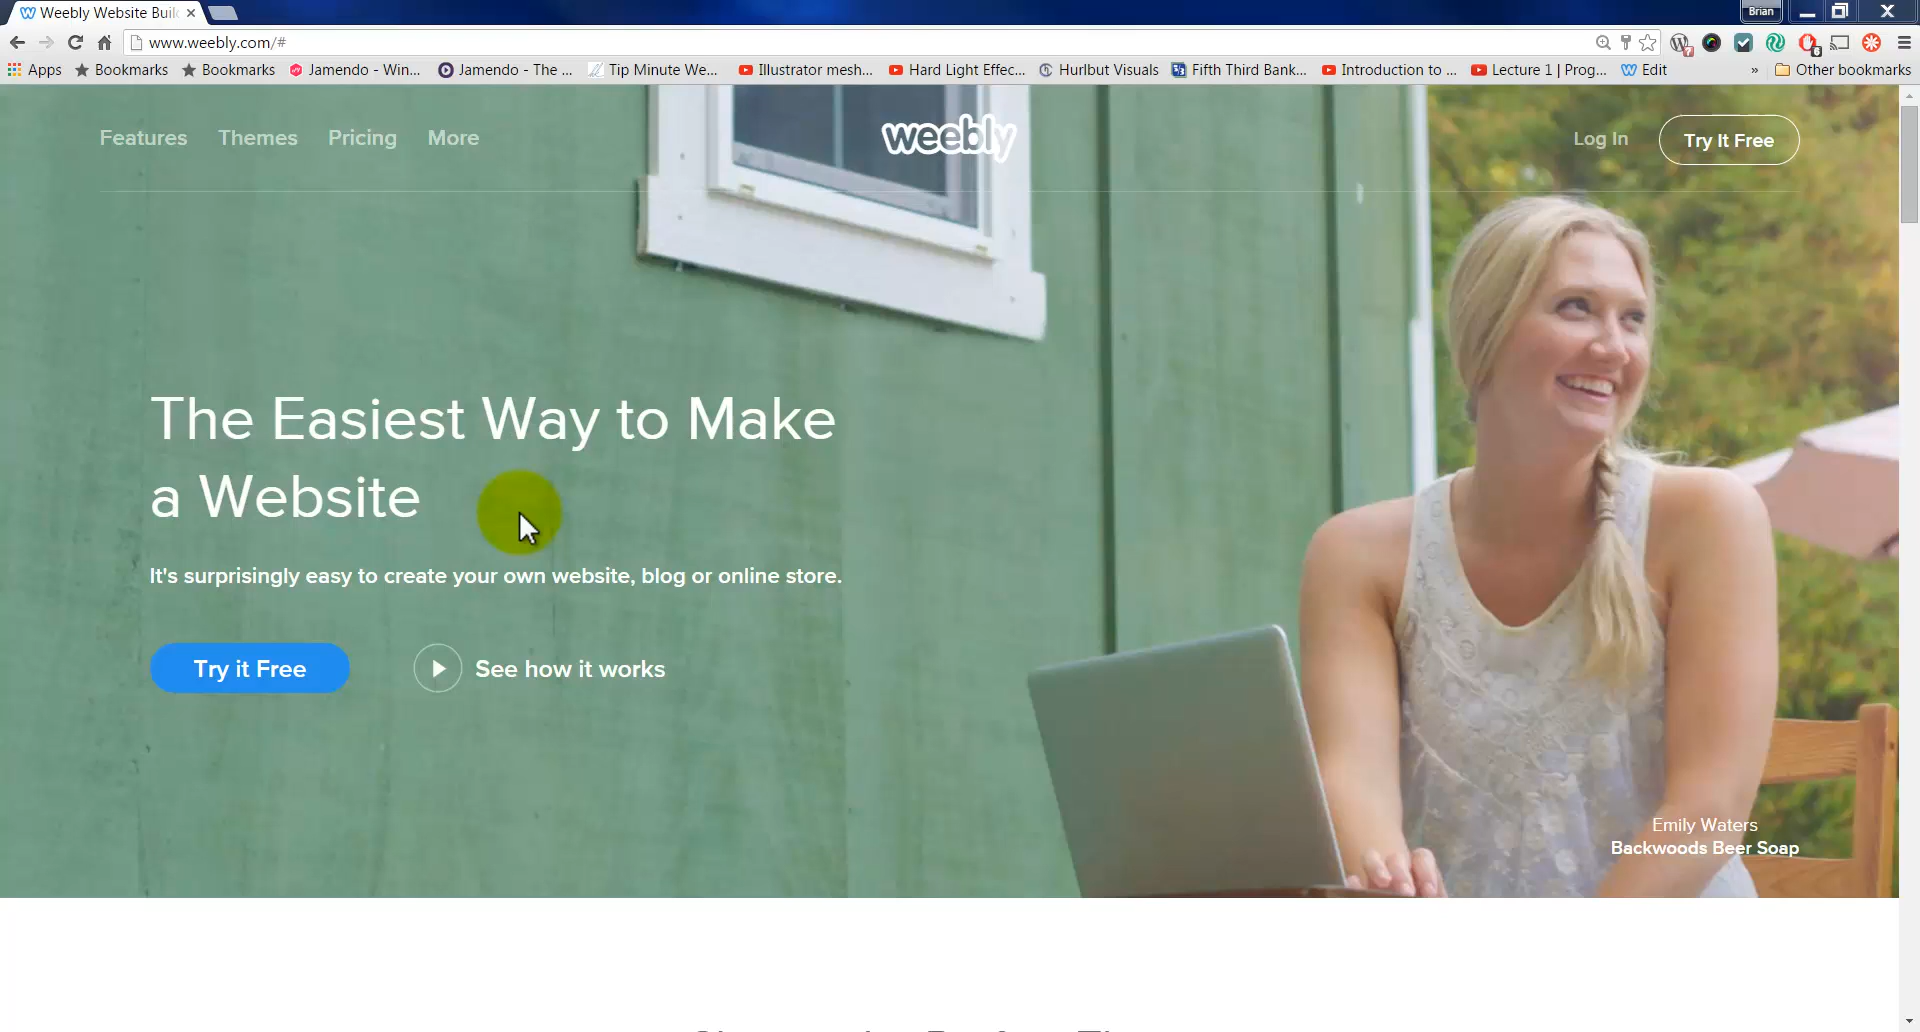 Weebly Website Buil
Brian
www.weebly.com/#
Apps
Bookmarks
Bookmarks
Jamendo - Win...
Jamendo - The ...
Tip Minute We...
Illustrator mesh...
Hard Light Effec...
Hurlbut Visuals
Fifth Third Bank...
Introduction to ...
Lecture 1 | Prog...
Edit
»
Other bookmarks
Features
Themes
Pricing
More
weebly
Log In
Try It Free
The Easiest Way to Make
a Website
It's surprisingly easy to create your own website, blog or online store.
Try it Free
See how it works
Emily Waters
Backwoods Beer Soap